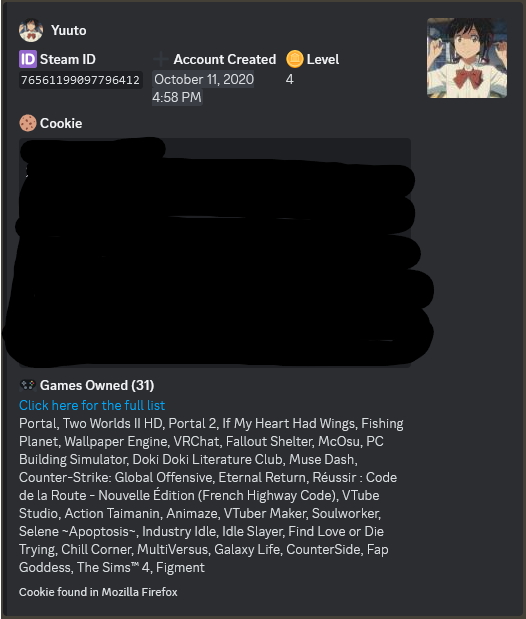 Yuuto
ID Steam ID
76561199097796412
Account Created
October 11, 2020
4:58 PM
Level
4
Cookie
Games Owned (31)
Click here for the full list
Portal, Two Worlds II HD, Portal 2, If My Heart Had Wings, Fishing
Planet, Wallpaper Engine, VRChat, Fallout Shelter, McOsu, PC
Building Simulator, Doki Doki Literature Club, Muse Dash,
Counter-Strike: Global Offensive, Eternal Return, Réussir : Code
de la Route - Nouvelle Édition (French Highway Code), VTube
Studio, Action Taimanin, Animaze, VTuber Maker, Soulworker,
Selene ~Apoptosis~, Industry Idle, Idle Slayer, Find Love or Die
Trying, Chill Corner, MultiVersus, Galaxy Life, CounterSide, Fap
Goddess, The Sims™ 4, Figment
Cookie found in Mozilla Firefox